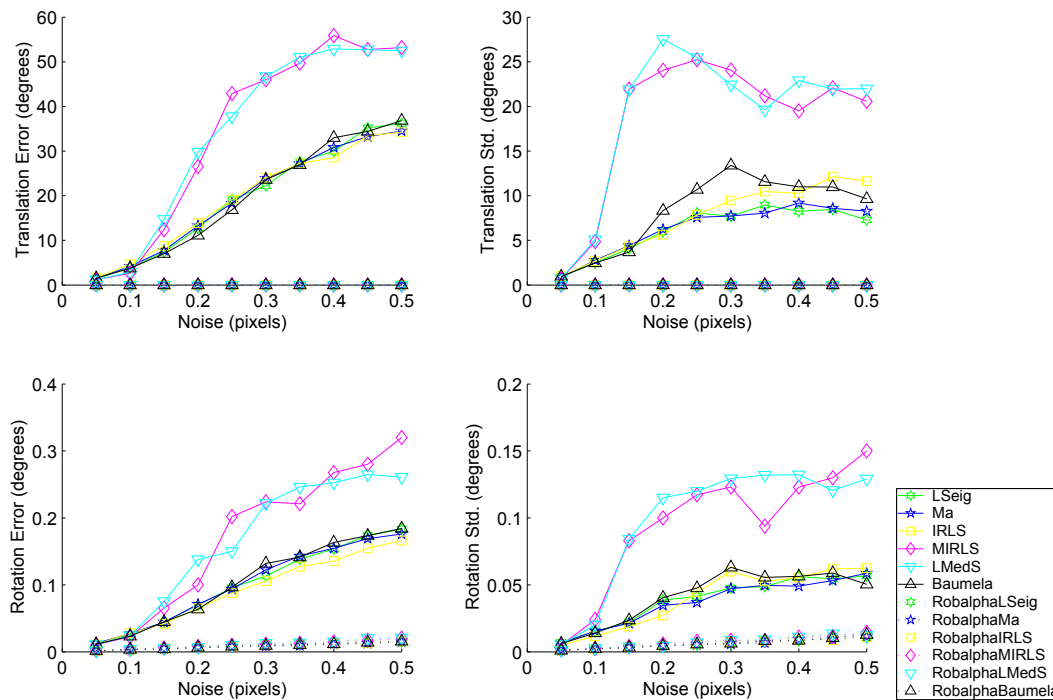 Translation Error (degrees)
60
50
40
30
20
10
0
0 0.1 0.2 0.3 0.4 0.5
Noise (pixels)
Translation Std. (degrees)
30
25
20
15
10
5
0
0 0.1 0.2 0.3 0.4 0.5
Noise (pixels)
Rotation Error (degrees)
0.4
0.3
0.2
0.1
0
0 0.1 0.2 0.3 0.4 0.5
Noise (pixels)
Rotation Std. (degrees)
0.2
0.15
0.1
0.05
0
0 0.1 0.2 0.3 0.4 0.5
Noise (pixels)
LSeig
Ma
IRLS
MIRLS
LMedS
Baumela
RobalphaLSeig
RobalphaMa
RobalphaIRLS
RobalphaMIRLS
RobalphaLMedS
RobalphaBaumela